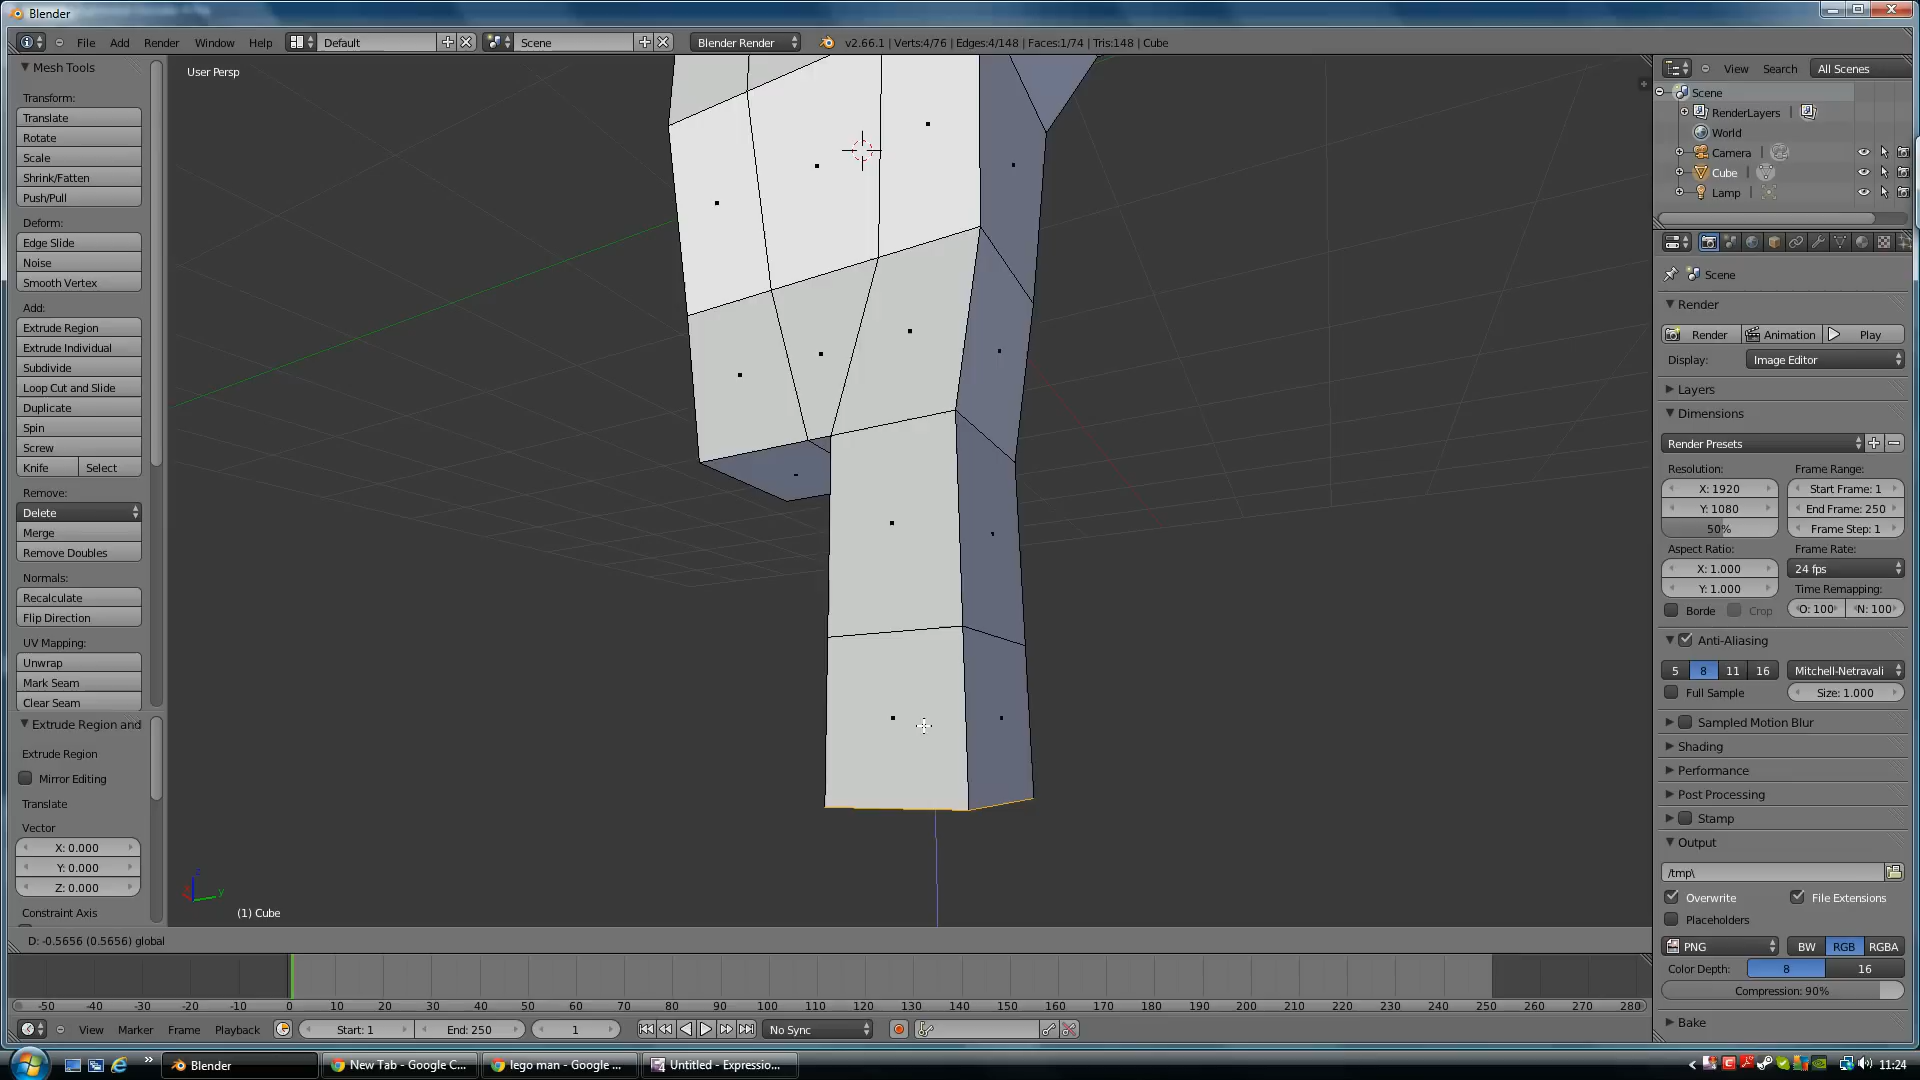 Blender
File Add Render Window Help Default Scene Blender Render v2.66.1 | Verts:4/76 | Edges:4/148 | Faces:1/74 | Tris:148 | Cube
Mesh Tools
Transform:
Translate
Rotate
Scale
Shrink/Fatten
Push/Pull
Deform:
Edge Slide
Noise
Smooth Vertex
Add:
Extrude Region
Extrude Individual
Subdivide
Loop Cut and Slide
Duplicate
Spin
Screw
Knife Select
Remove:
Delete
Merge
Remove Doubles
Normals:
Recalculate
Flip Direction
UV Mapping:
Unwrap
Mark Seam
Clear Seam
Extrude Region and
Extrude Region
Mirror Editing
Translate
Vector
X: 0.000
Y: 0.000
Z: 0.000
Constraint Axis
User Persp
z
y
(1) Cube
D: -0.5656 (0.5656) global
View Search All Scenes
Scene
RenderLayers
World
Camera
Cube
Lamp
Scene
Render
Render Animation Play
Display: Image Editor
Layers
Dimensions
Render Presets
Resolution: Frame Range:
X: 1920 Start Frame: 1
Y: 1080 End Frame: 250
50% Frame Step: 1
Aspect Ratio: Frame Rate:
X: 1.000 24 fps
Y: 1.000 Time Remapping:
Borde Crop O: 100 N: 100
Anti-Aliasing
5 8 11 16 Mitchell-Netravali
Full Sample Size: 1.000
Sampled Motion Blur
Shading
Performance
Post Processing
Stamp
Output
/tmp\
Overwrite File Extensions
Placeholders
PNG BW RGB RGBA
Color Depth: 8 16
Compression: 90%
Bake
-50 -40 -30 -20 -10 0 10 20 30 40 50 60 70 80 90 100 110 120 130 140 150 160 170 180 190 200 210 220 230 240 250 260 270 280
View Marker Frame Playback Start: 1 End: 250 1 No Sync
Blender New Tab - Google C... lego man - Google ... Untitled - Expressio... 11:24